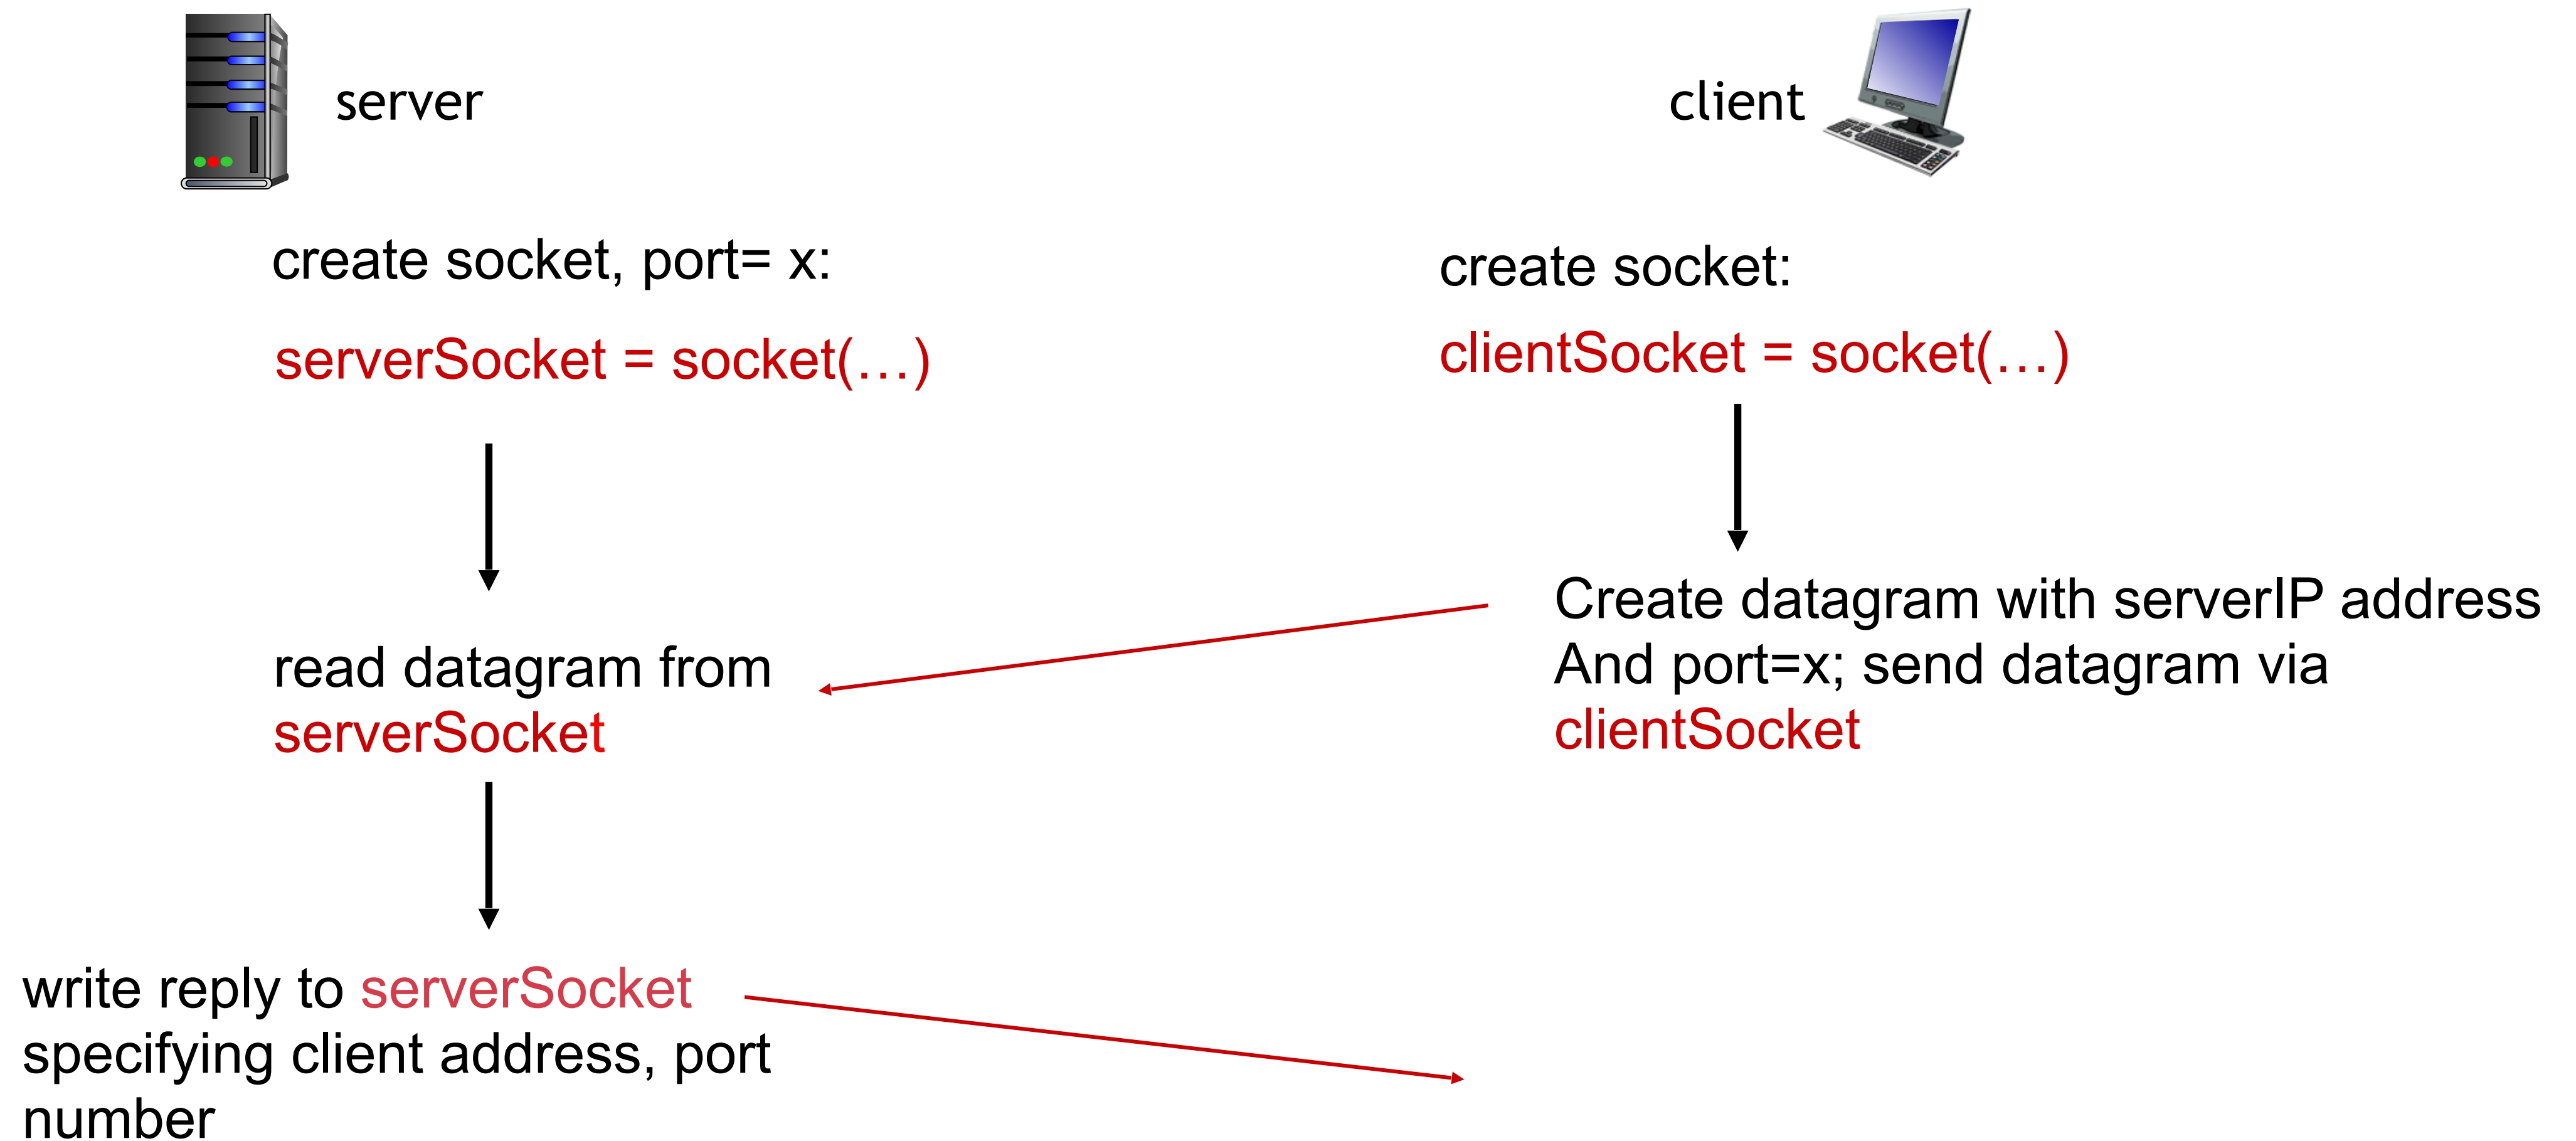 server
create socket, port= x:
serverSocket = socket(…)
read datagram from
serverSocket
write reply to serverSocket
specifying client address, port
number
client
create socket:
clientSocket = socket(…)
Create datagram with serverIP address
And port=x; send datagram via
clientSocket